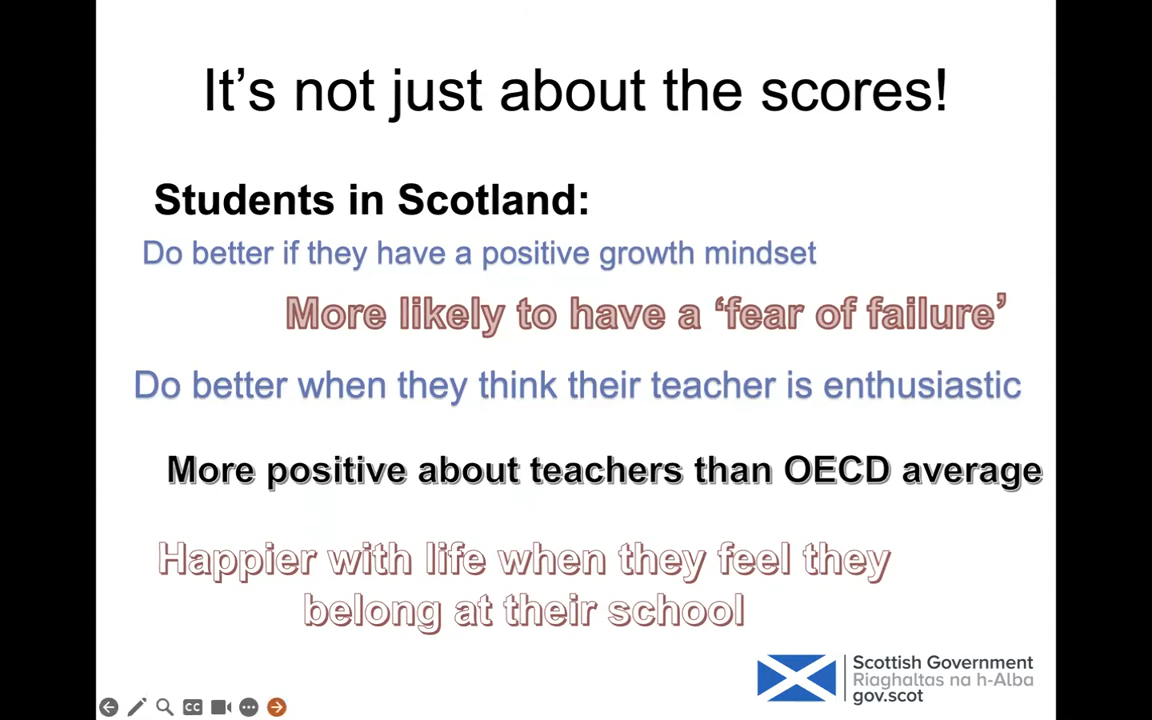 It's not just about the scores!
Students in Scotland:
Do better if they have a positive growth mindset
More likely to have a ‘fear of failure’
Do better when they think their teacher is enthusiastic
More positive about teachers than OECD average
Happier with life when they feel they
belong at their school
Scottish Government
Riaghaltas na h-Alba
gov.scot
CC